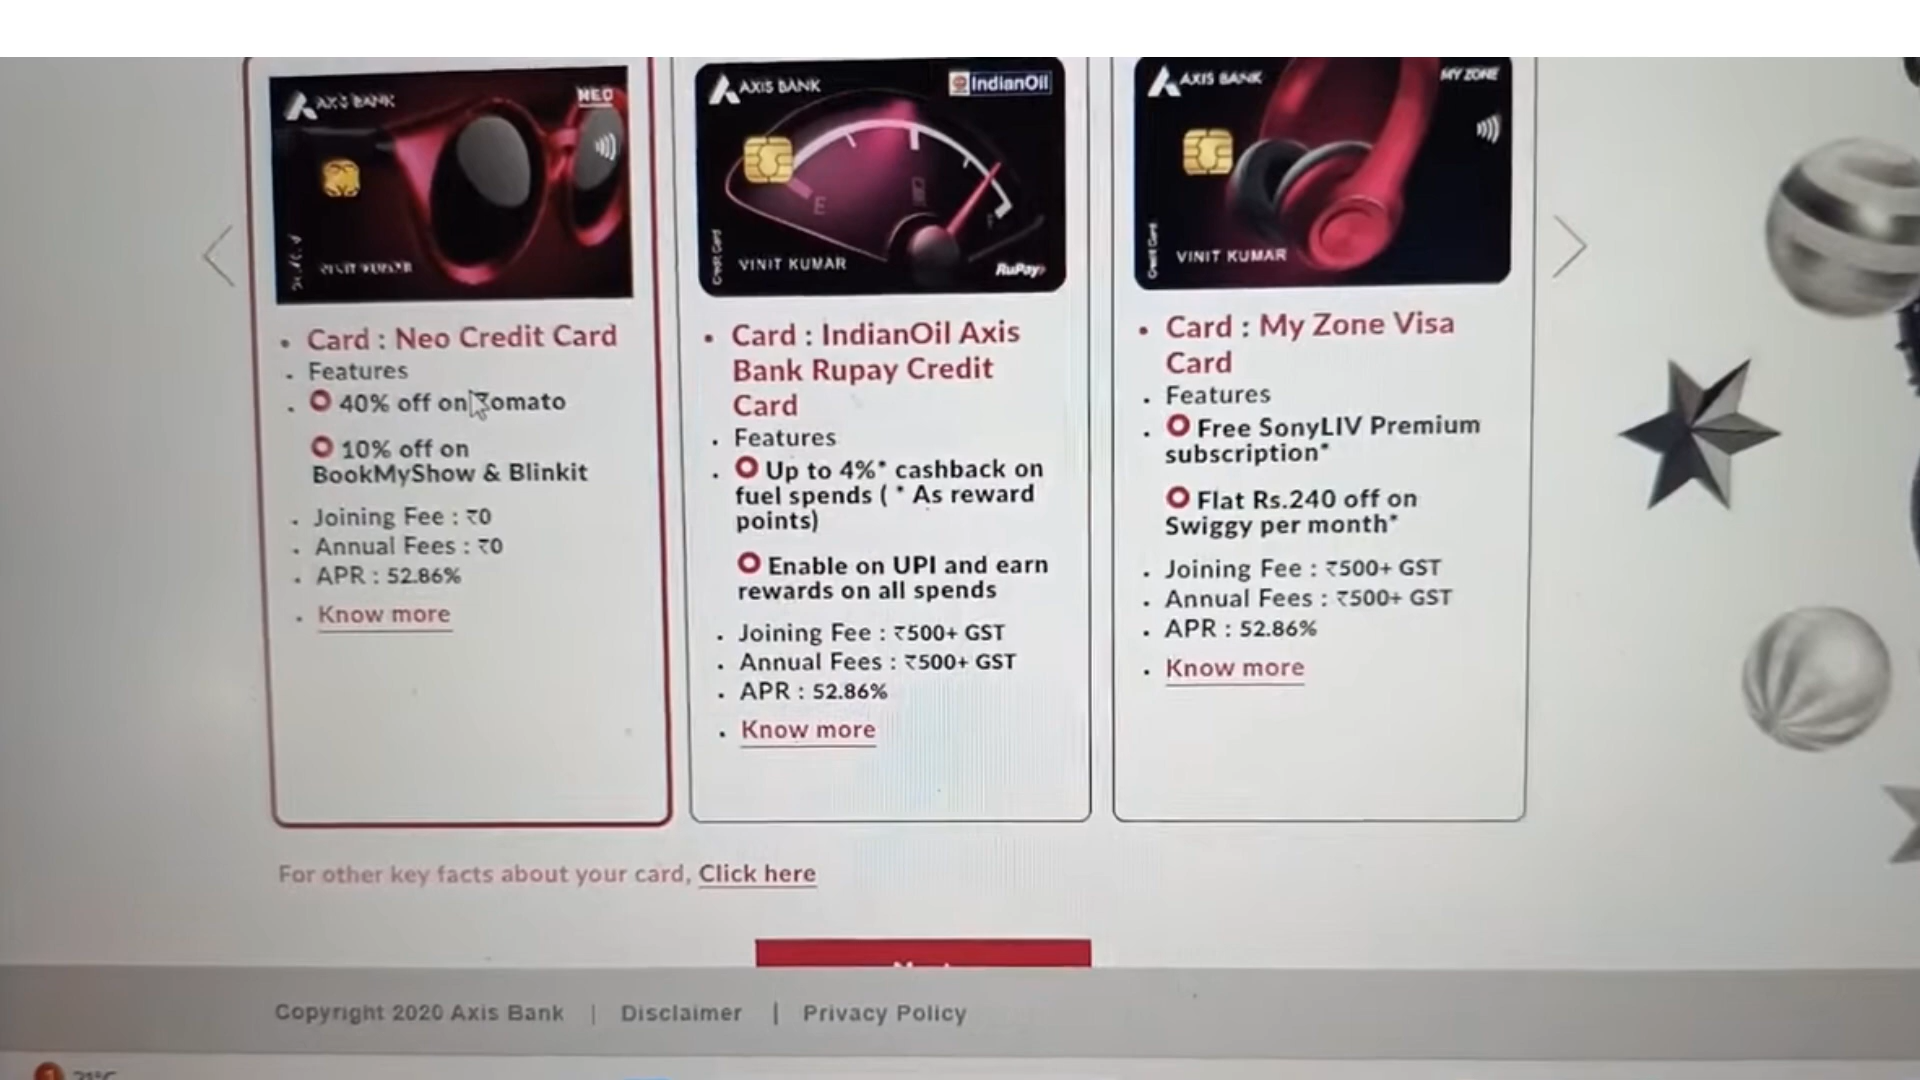 AXIS BANK
NEO
VINIT KUMAR
Card : Neo Credit Card
Features
40% off on Zomato
10% off on
BookMyShow & Blinkit
Joining Fee : ₹0
Annual Fees : ₹0
APR : 52.86%
Know more
AXIS BANK
IndianOil
E
Credit Card
VINIT KUMAR
RuPay
Card : IndianOil Axis
Bank Rupay Credit
Card
Features
Up to 4%* cashback on
fuel spends ( * As reward
points)
Enable on UPI and earn
rewards on all spends
Joining Fee : ₹500+ GST
Annual Fees : ₹500+ GST
APR : 52.86%
Know more
AXIS BANK
MY ZONE
Credit Card
VINIT KUMAR
Card : My Zone Visa
Card
Features
Free SonyLIV Premium
subscription*
Flat Rs.240 off on
Swiggy per month*
Joining Fee : ₹500+ GST
Annual Fees : ₹500+ GST
APR : 52.86%
Know more
For other key facts about your card, Click here
Copyright 2020 Axis Bank | Disclaimer | Privacy Policy